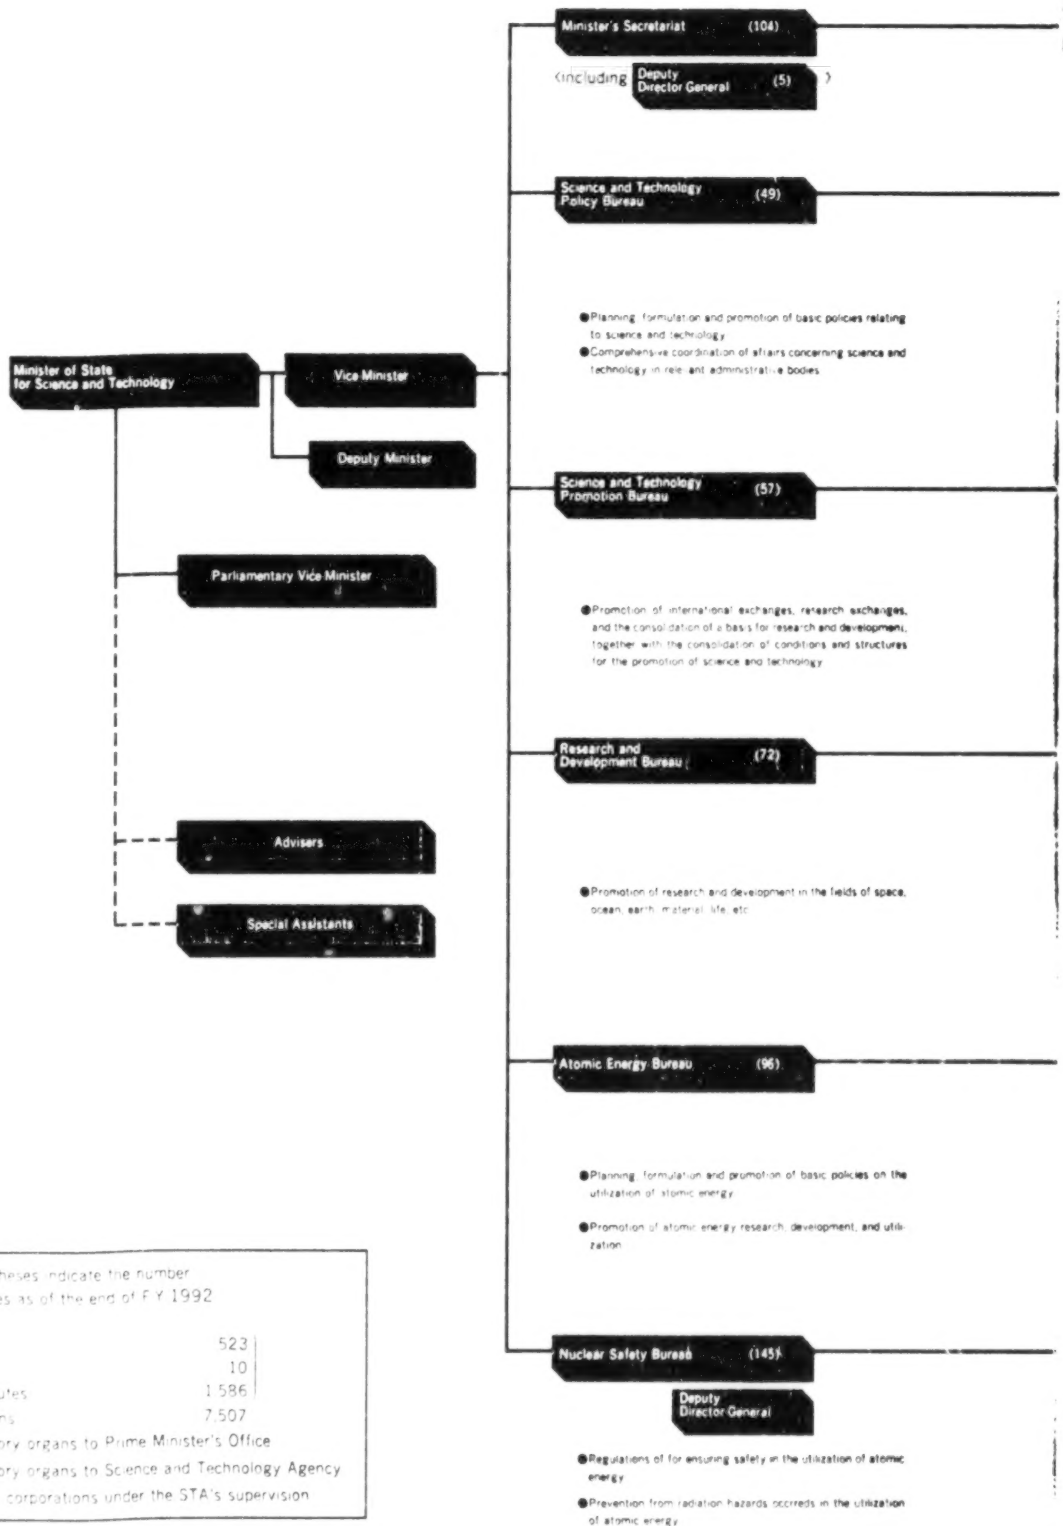 Minister's Secretariat (104)
<including Deputy
Director General (5) >
Science and Technology
Policy Bureau (49)
●Planning, formulation and promotion of basic policies relating
to science and technology
●Comprehensive coordination of affairs concerning science and
technology in relevant administrative bodies
Minister of State
for Science and Technology
Vice Minister
Deputy Minister
Science and Technology
Promotion Bureau (57)
Parliamentary Vice Minister
●Promotion of international exchanges, research exchanges,
and the consolidation of a basis for research and development,
together with the consolidation of conditions and structures
for the promotion of science and technology
Research and
Development Bureau (72)
Advisers
●Promotion of research and development in the fields of space,
ocean, earth, material, life, etc
Special Assistants
Atomic Energy Bureau (96)
●Planning, formulation and promotion of basic policies on the
utilization of atomic energy
●Promotion of atomic energy research, development, and utili-
zation
heses indicate the number
es as of the end of F.Y. 1992
523
10
utes 1,586
ns 7,507
ory organs to Prime Minister's Office
ory organs to Science and Technology Agency
corporations under the STA's supervision
Nuclear Safety Bureau (145)
Deputy
Director-General
●Regulations of for ensuring safety in the utilization of atomic
energy
●Prevention from radiation hazards occrreds in the utilization
of atomic energy